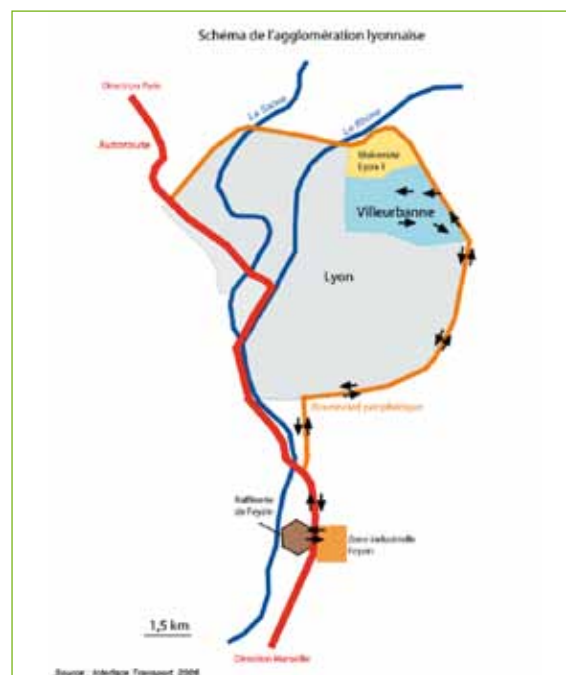 Schéma de l'agglomération lyonnaise
Direction Paris
La Saône
Le Rhône
Autoroute
Université
Lyon 1
Villeurbanne
Lyon
Boulevard périphérique
Raffinerie
de Feyzin
Zone industrielle
Feyzin
1,5 km
Direction Marseille
Source : Interface Transport, 2006